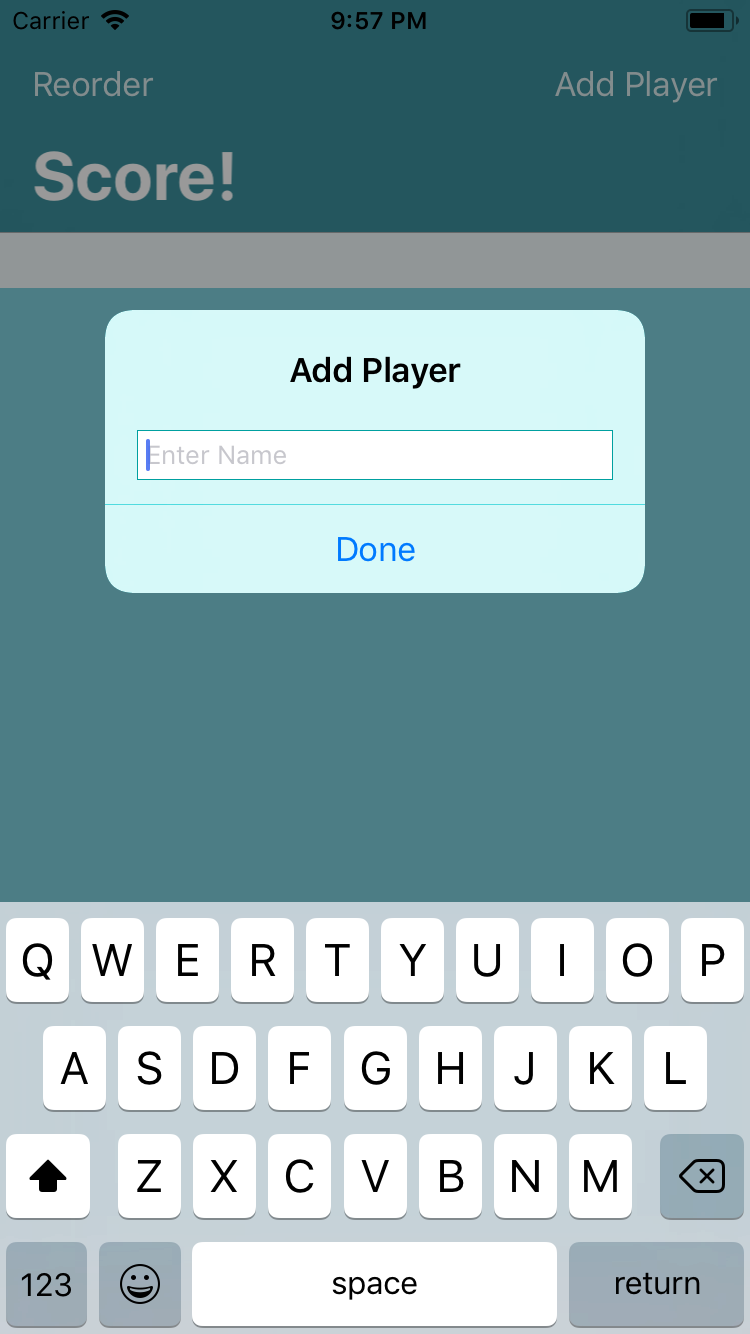 Carrier 9:57 PM
Reorder Add Player
Score!
Add Player
Enter Name
Done
Q W E R T Y U I O P
A S D F G H J K L
Z X C V B N M
123 space return